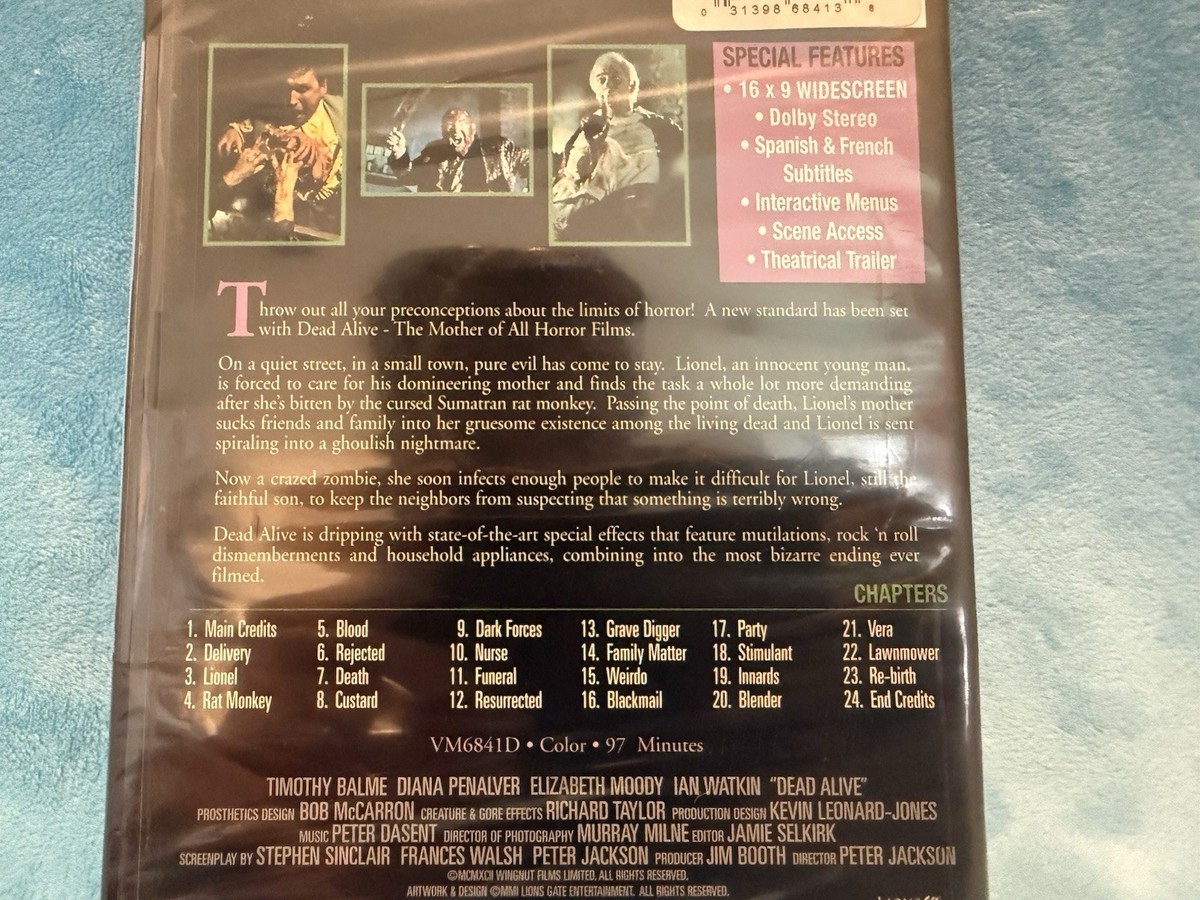 0 31398 68413 8
SPECIAL FEATURES
• 16 x 9 WIDESCREEN
• Dolby Stereo
• Spanish & French
Subtitles
• Interactive Menus
• Scene Access
• Theatrical Trailer
Throw out all your preconceptions about the limits of horror! A new standard has been set
with Dead Alive - The Mother of All Horror Films.
On a quiet street, in a small town, pure evil has come to stay. Lionel, an innocent young man,
is forced to care for his domineering mother and finds the task a whole lot more demanding
after she's bitten by the cursed Sumatran rat monkey. Passing the point of death, Lionel's mother
sucks friends and family into her gruesome existence among the living dead and Lionel is sent
spiraling into a ghoulish nightmare.
Now a crazed zombie, she soon infects enough people to make it difficult for Lionel, still the
faithful son, to keep the neighbors from suspecting that something is terribly wrong.
Dead Alive is dripping with state-of-the-art special effects that feature mutilations, rock 'n roll
dismemberments and household appliances, combining into the most bizarre ending ever
filmed.
CHAPTERS
1. Main Credits 5. Blood 9. Dark Forces 13. Grave Digger 17. Party 21. Vera
2. Delivery 6. Rejected 10. Nurse 14. Family Matter 18. Stimulant 22. Lawnmower
3. Lionel 7. Death 11. Funeral 15. Weirdo 19. Innards 23. Re-birth
4. Rat Monkey 8. Custard 12. Resurrected 16. Blackmail 20. Blender 24. End Credits
VM6841D • Color • 97 Minutes
TIMOTHY BALME DIANA PENALVER ELIZABETH MOODY IAN WATKIN "DEAD ALIVE"
PROSTHETICS DESIGN BOB McCARRON CREATURE & GORE EFFECTS RICHARD TAYLOR PRODUCTION DESIGN KEVIN LEONARD-JONES
MUSIC PETER DASENT DIRECTOR OF PHOTOGRAPHY MURRAY MILNE EDITOR JAMIE SELKIRK
SCREENPLAY BY STEPHEN SINCLAIR FRANCES WALSH PETER JACKSON PRODUCER JIM BOOTH DIRECTOR PETER JACKSON
©MCMXCII WINGNUT FILMS LIMITED. ALL RIGHTS RESERVED.
ARTWORK & DESIGN ©MMI LIONS GATE ENTERTAINMENT. ALL RIGHTS RESERVED.